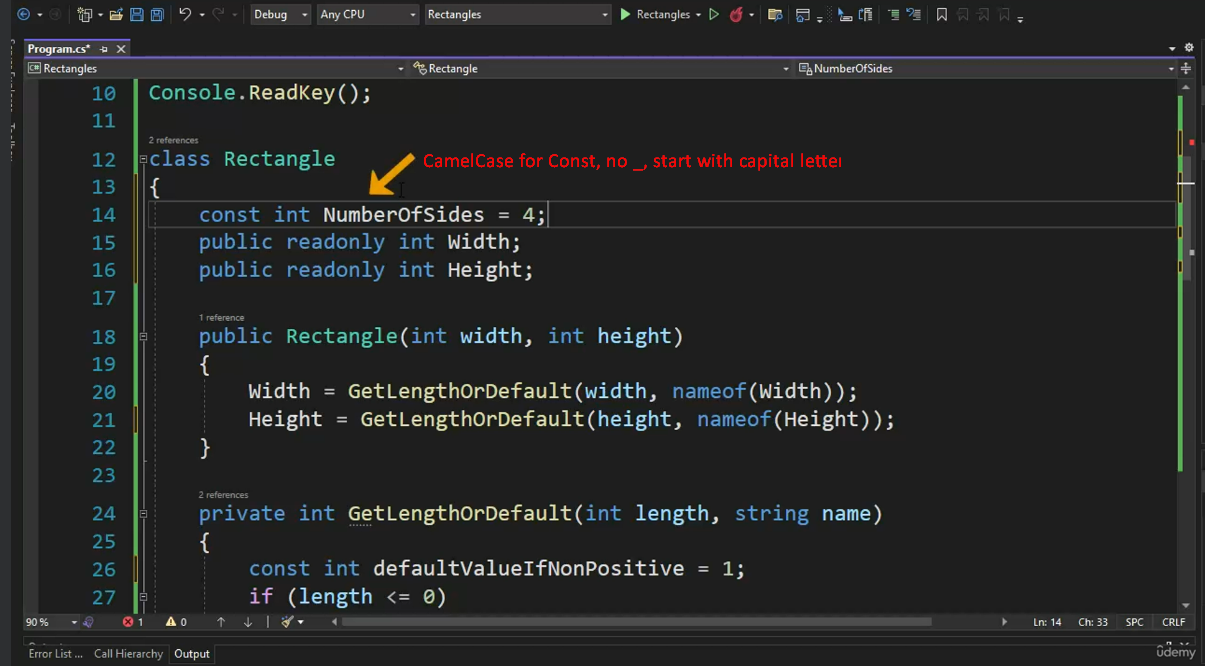 Debug Any CPU Rectangles Rectangles
Program.cs*
Rectangles Rectangle NumberOfSides
10 Console.ReadKey();
11
2 references
12 class Rectangle
CamelCase for Const, no _, start with capital letter
13 {
14 const int NumberOfSides = 4;
15 public readonly int Width;
16 public readonly int Height;
17
1 reference
18 public Rectangle(int width, int height)
19 {
20 Width = GetLengthOrDefault(width, nameof(Width));
21 Height = GetLengthOrDefault(height, nameof(Height));
22 }
23
2 references
24 private int GetLengthOrDefault(int length, string name)
25 {
26 const int defaultValueIfNonPositive = 1;
27 if (length <= 0)
90 % 1 0 Ln: 14 Ch: 33 SPC CRLF
Error List ... Call Hierarchy Output
udemy